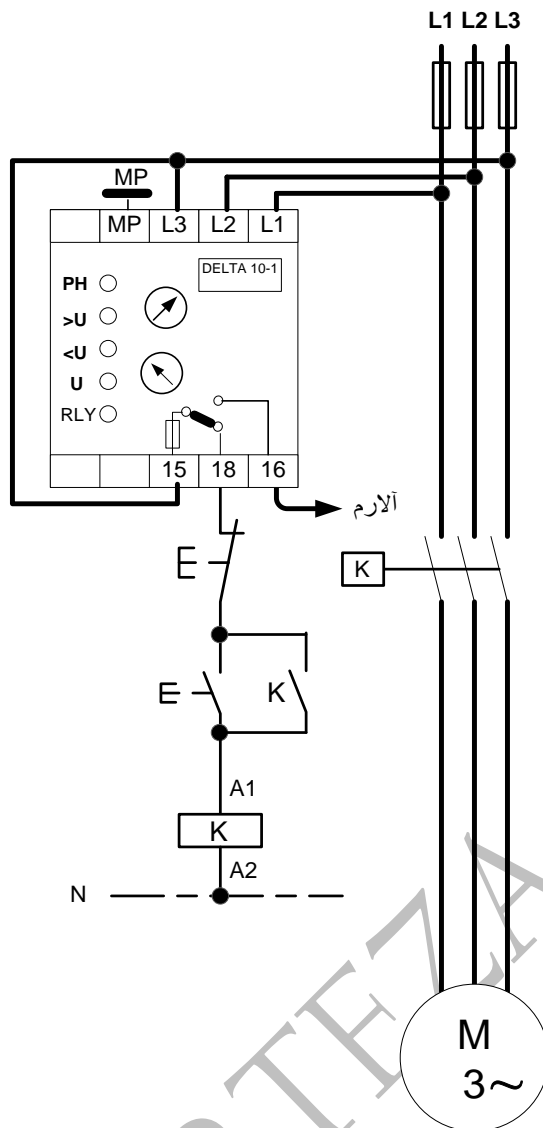 L1 L2 L3
MP
MP L3 L2 L1
DELTA 10-1
PH
>U
<U
U
RLY
15 18 16
آلارم
K
E
E K
A1
K
A2
N
M
3~